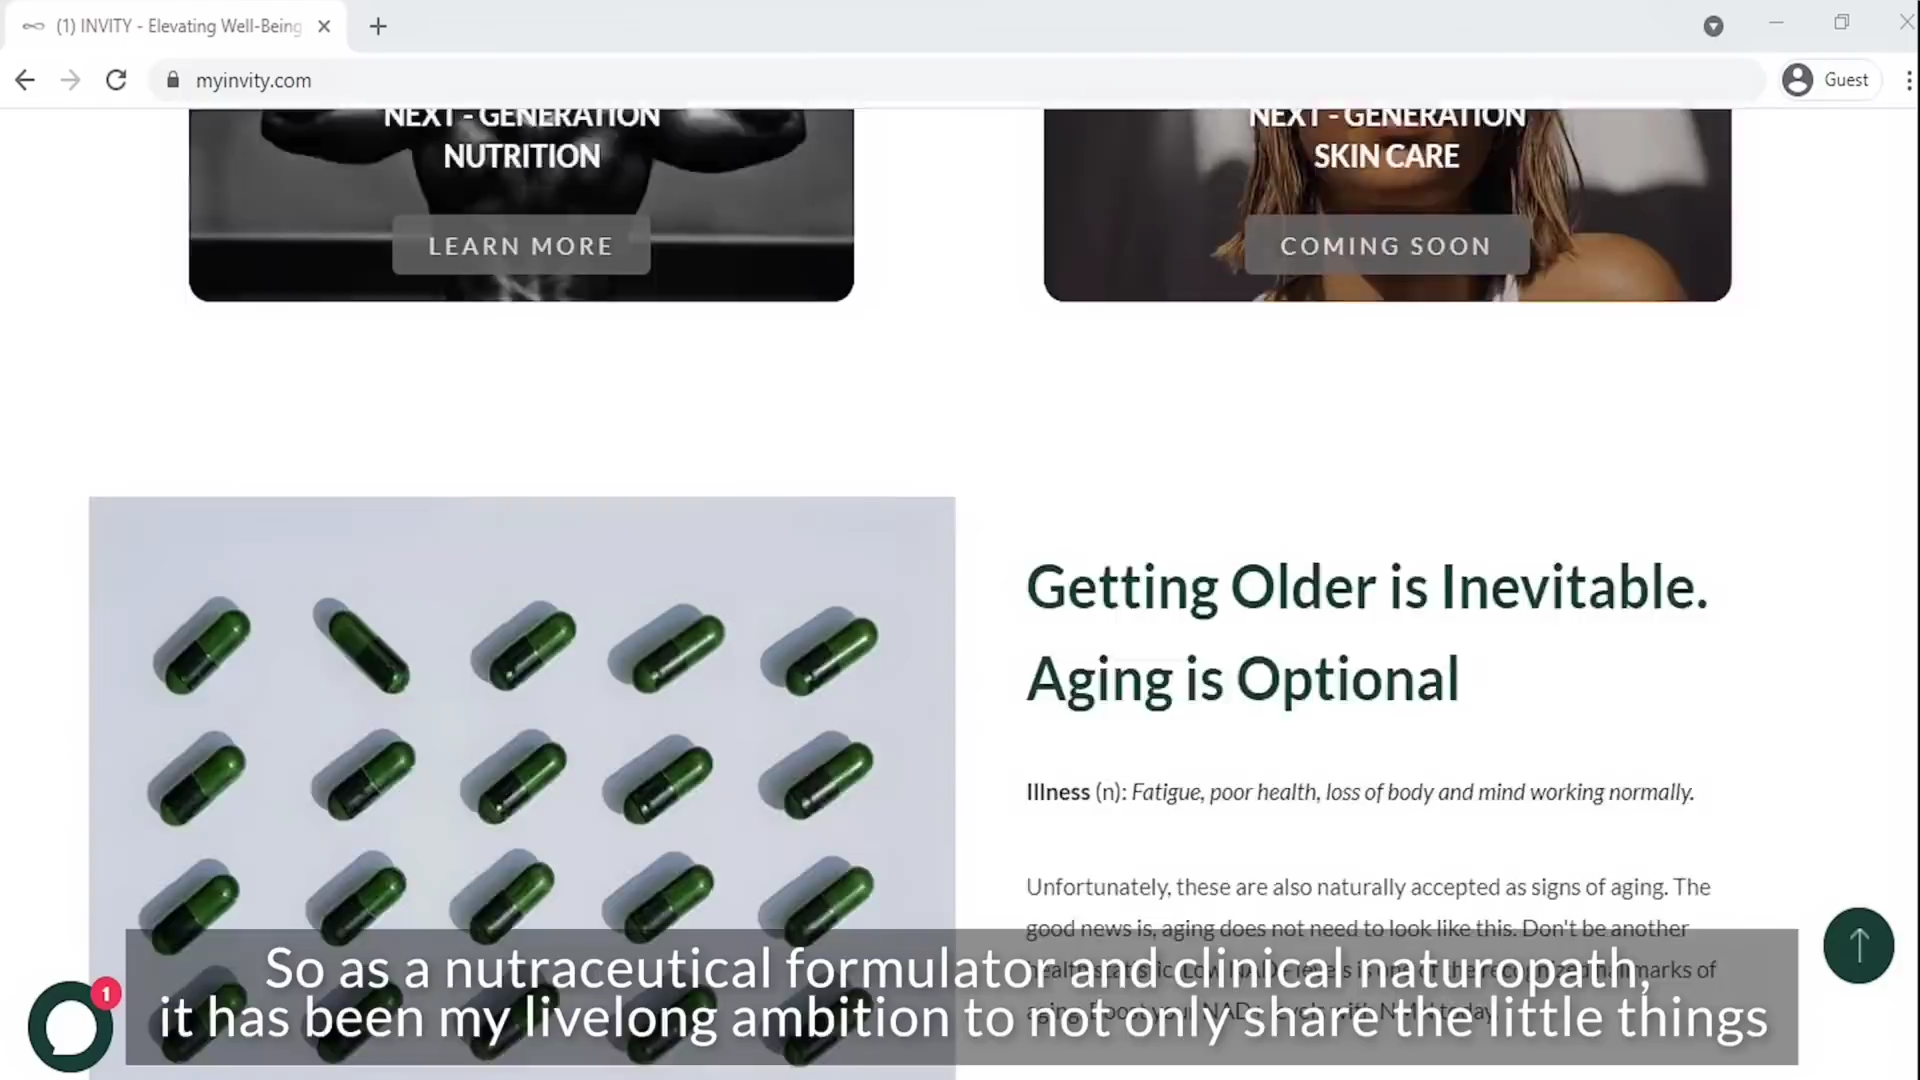 (1) INVITY - Elevating Well-Being
myinvity.com
Guest
NEXT - GENERATION
NUTRITION
LEARN MORE
NEXT - GENERATION
SKIN CARE
COMING SOON
Getting Older is Inevitable.
Aging is Optional
Illness (n): Fatigue, poor health, loss of body and mind working normally.
Unfortunately, these are also naturally accepted as signs of aging. The
good news is, aging does not need to look like this. Don't be another
hallmarks of
So as a nutraceutical formulator and clinical naturopath,
it has been my livelong ambition to not only share the little things
1